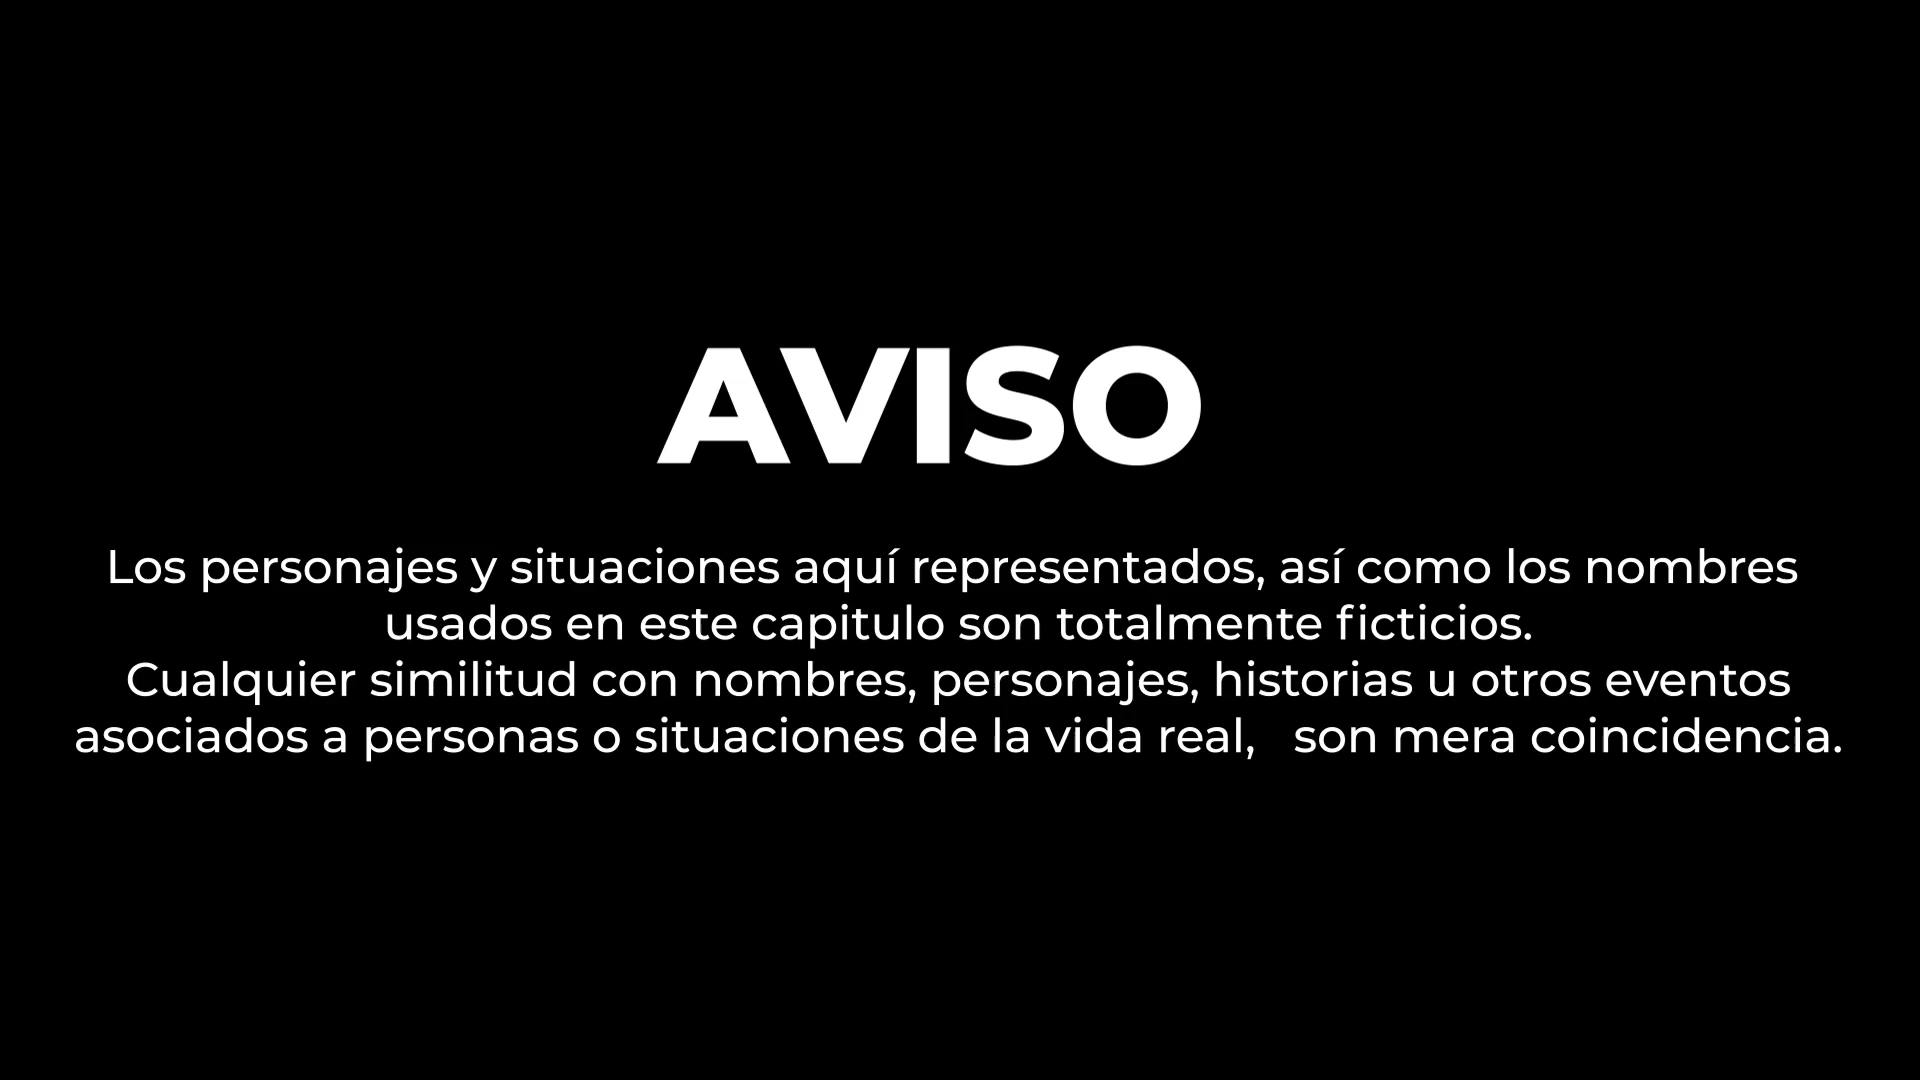 AVISO
Los personajes y situaciones aquí representados, así como los nombres
usados en este capitulo son totalmente ficticios.
Cualquier similitud con nombres, personajes, historias u otros eventos
asociados a personas o situaciones de la vida real,   son mera coincidencia.